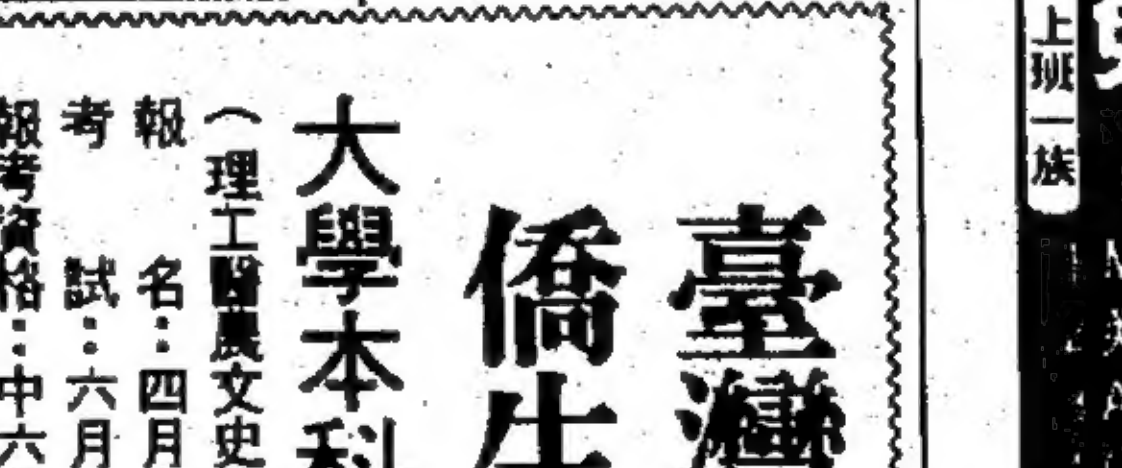 上班一族
臺灣
僑生
大學本科
(理工醫農文史
報名:四月
考試:六月
報考資格:中六